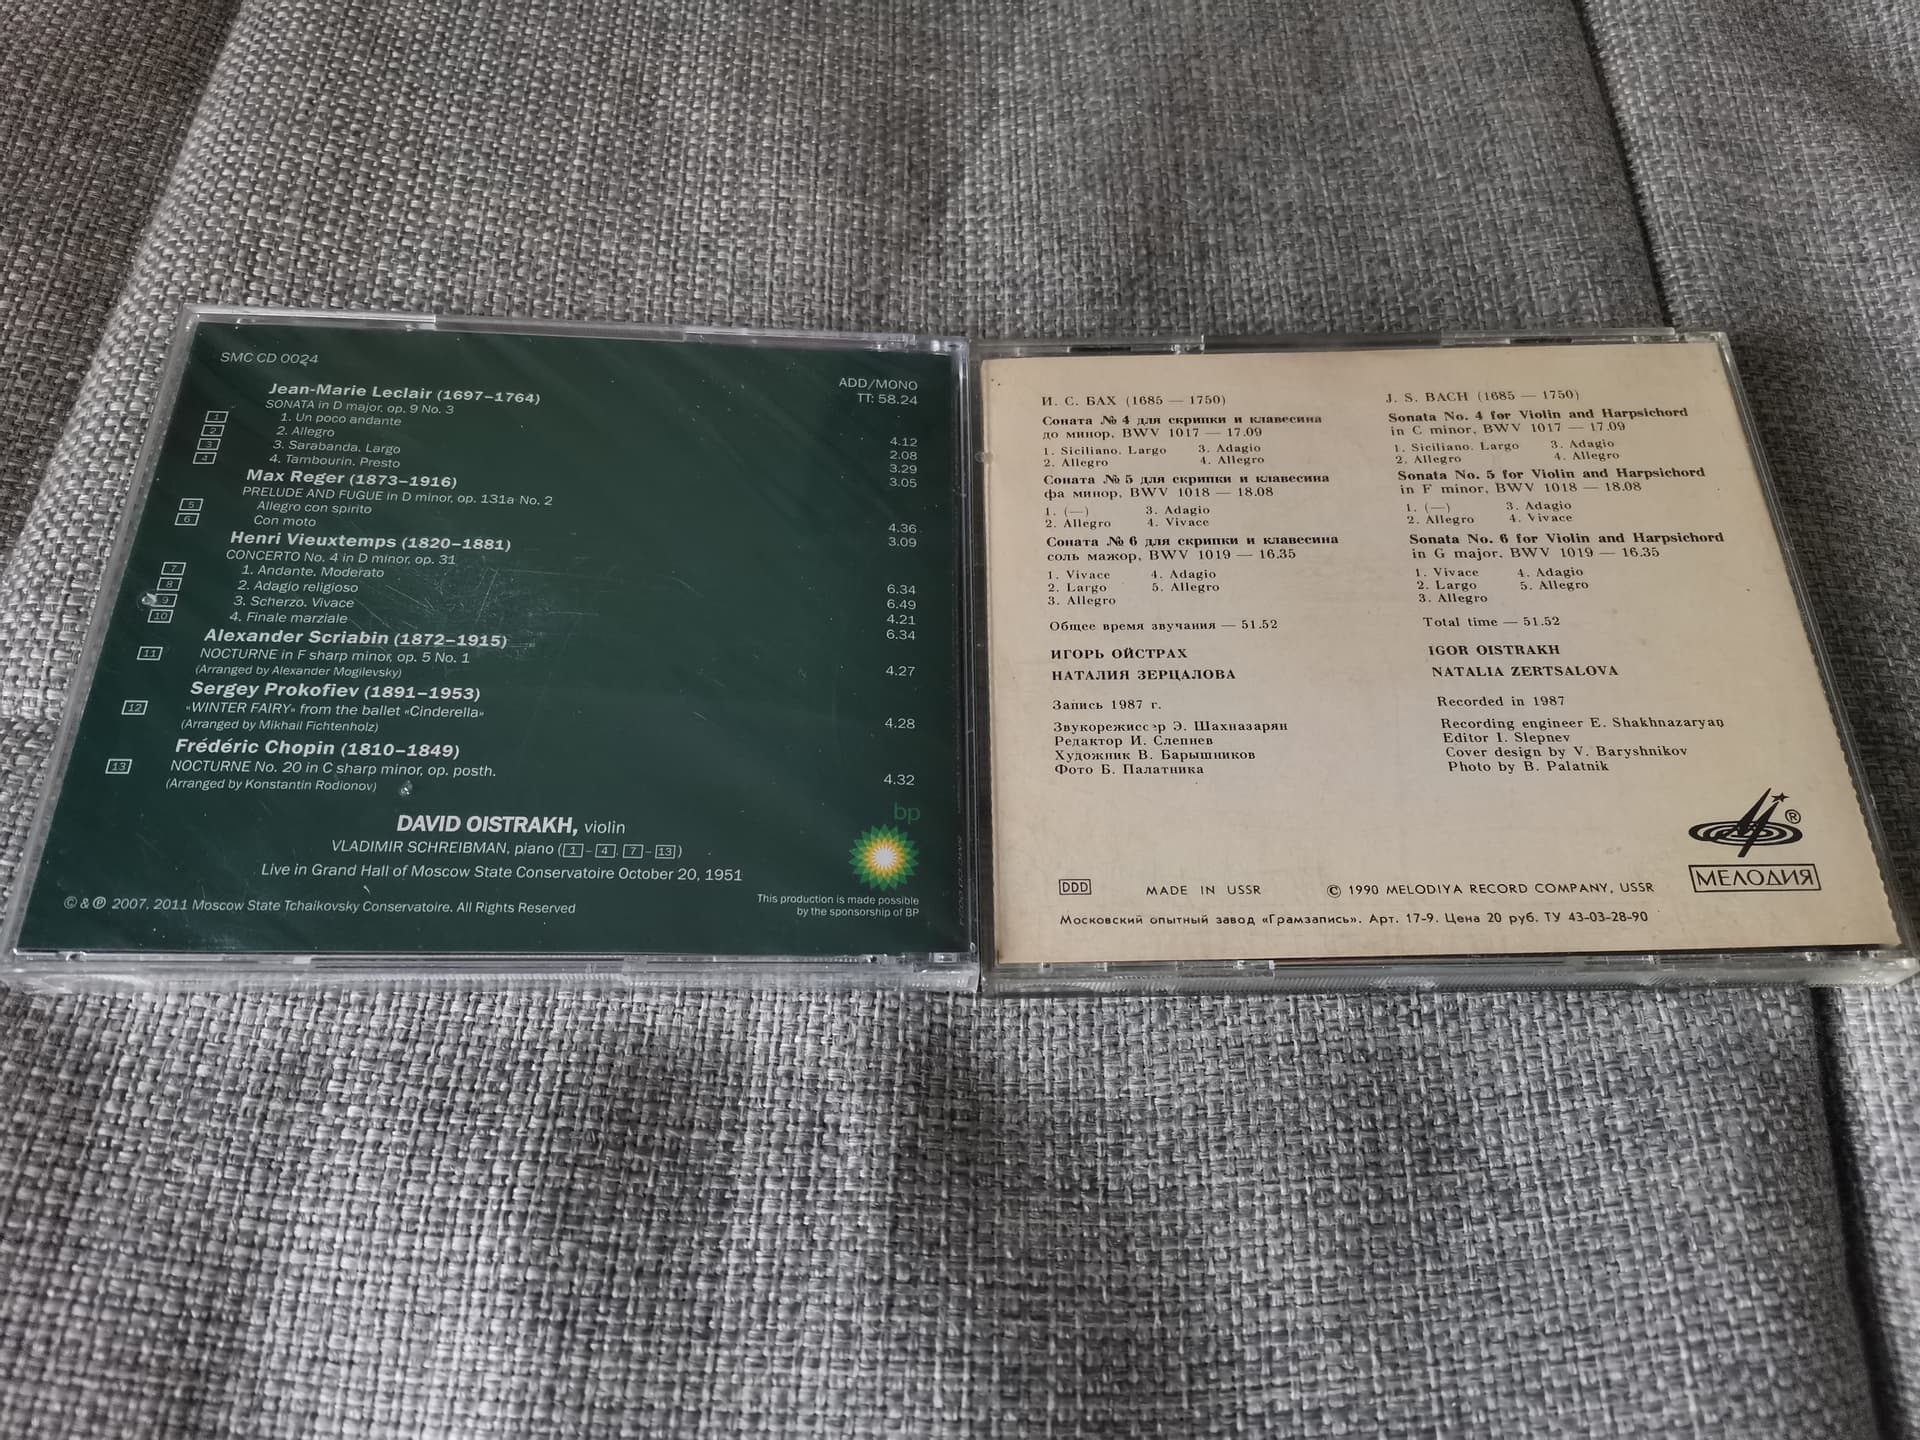 SMC CD 0024
ADD/MONO
TT: 58.24
Jean-Marie Leclair (1697–1764)
SONATA in D major, op. 9 No. 3
1 1. Un poco andante 4.12
2 2. Allegro 2.08
3 3. Sarabanda. Largo 3.29
4 4. Tambourin. Presto 3.05
Max Reger (1873–1916)
PRELUDE AND FUGUE in D minor, op. 131a No. 2
5 Allegro con spirito 4.36
6 Con moto 3.09
Henri Vieuxtemps (1820–1881)
CONCERTO No. 4 in D minor, op. 31
7 1. Andante. Moderato 6.34
8 2. Adagio religioso 6.49
9 3. Scherzo. Vivace 4.21
10 4. Finale marziale 6.34
Alexander Scriabin (1872–1915)
11 NOCTURNE in F sharp minor, op. 5 No. 1 4.27
(Arranged by Alexander Mogilevsky)
Sergey Prokofiev (1891–1953)
12 «WINTER FAIRY» from the ballet «Cinderella» 4.28
(Arranged by Mikhail Fichtenholz)
Frédéric Chopin (1810–1849)
13 NOCTURNE No. 20 in C sharp minor, op. posth. 4.32
(Arranged by Konstantin Rodionov)
bp
DAVID OISTRAKH, violin
VLADIMIR SCHREIBMAN, piano (1–4, 7–13)
Live in Grand Hall of Moscow State Conservatoire October 20, 1951
© & ℗ 2007, 2011 Moscow State Tchaikovsky Conservatoire. All Rights Reserved
This production is made possible
by the sponsorship of BP
И. С. БАХ (1685 — 1750)
Соната № 4 для скрипки и клавесина
до минор, BWV 1017 — 17.09
1. Siciliano. Largo 3. Adagio
2. Allegro 4. Allegro
Соната № 5 для скрипки и клавесина
фа минор, BWV 1018 — 18.08
1. (—) 3. Adagio
2. Allegro 4. Vivace
Соната № 6 для скрипки и клавесина
соль мажор, BWV 1019 — 16.35
1. Vivace 4. Adagio
2. Largo 5. Allegro
3. Allegro
Общее время звучания — 51.52
ИГОРЬ ОЙСТРАХ
НАТАЛИЯ ЗЕРЦАЛОВА
Запись 1987 г.
Звукорежиссер Э. Шахназарян
Редактор И. Слепнев
Художник В. Барышников
Фото Б. Палатника
J. S. BACH (1685 — 1750)
Sonata No. 4 for Violin and Harpsichord
in C minor, BWV 1017 — 17.09
1. Siciliano. Largo 3. Adagio
2. Allegro 4. Allegro
Sonata No. 5 for Violin and Harpsichord
in F minor, BWV 1018 — 18.08
1. (—) 3. Adagio
2. Allegro 4. Vivace
Sonata No. 6 for Violin and Harpsichord
in G major, BWV 1019 — 16.35
1. Vivace 4. Adagio
2. Largo 5. Allegro
3. Allegro
Total time — 51.52
IGOR OISTRAKH
NATALIA ZERTSALOVA
Recorded in 1987
Recording engineer E. Shakhnazaryan
Editor I. Slepnev
Cover design by V. Baryshnikov
Photo by B. Palatnik
®
МЕЛОДИЯ
DDD MADE IN USSR © 1990 MELODIYA RECORD COMPANY, USSR
Московский опытный завод «Грамзапись». Арт. 17-9. Цена 20 руб. ТУ 43-03-28-90